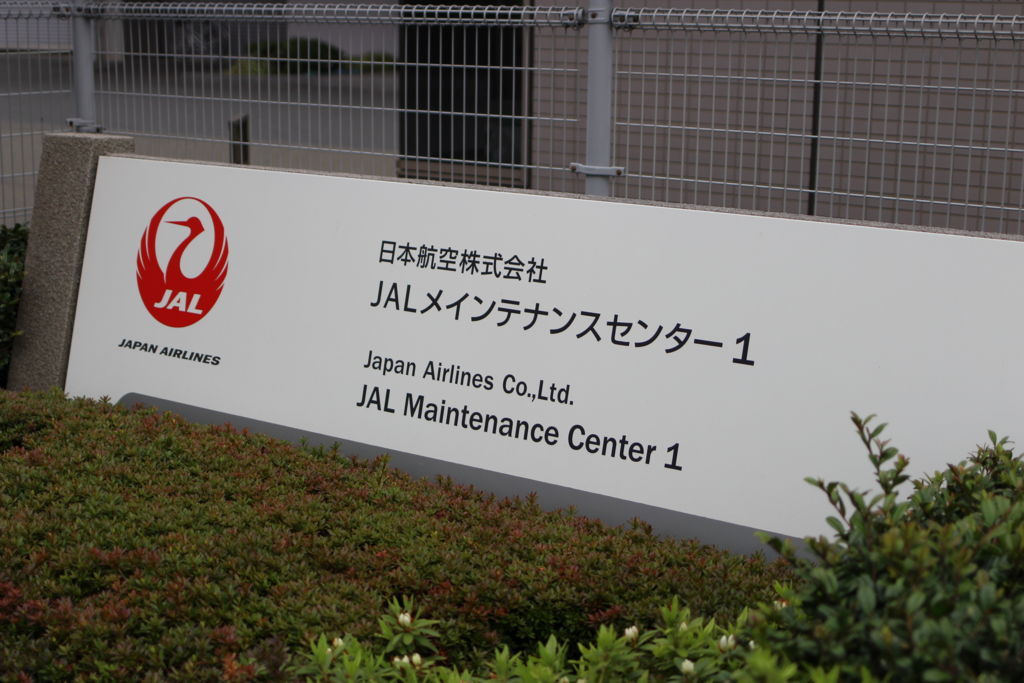 JAL
JAPAN AIRLINES
日本航空株式会社
JALメインテナンスセンター1
Japan Airlines Co.,Ltd.
JAL Maintenance Center 1